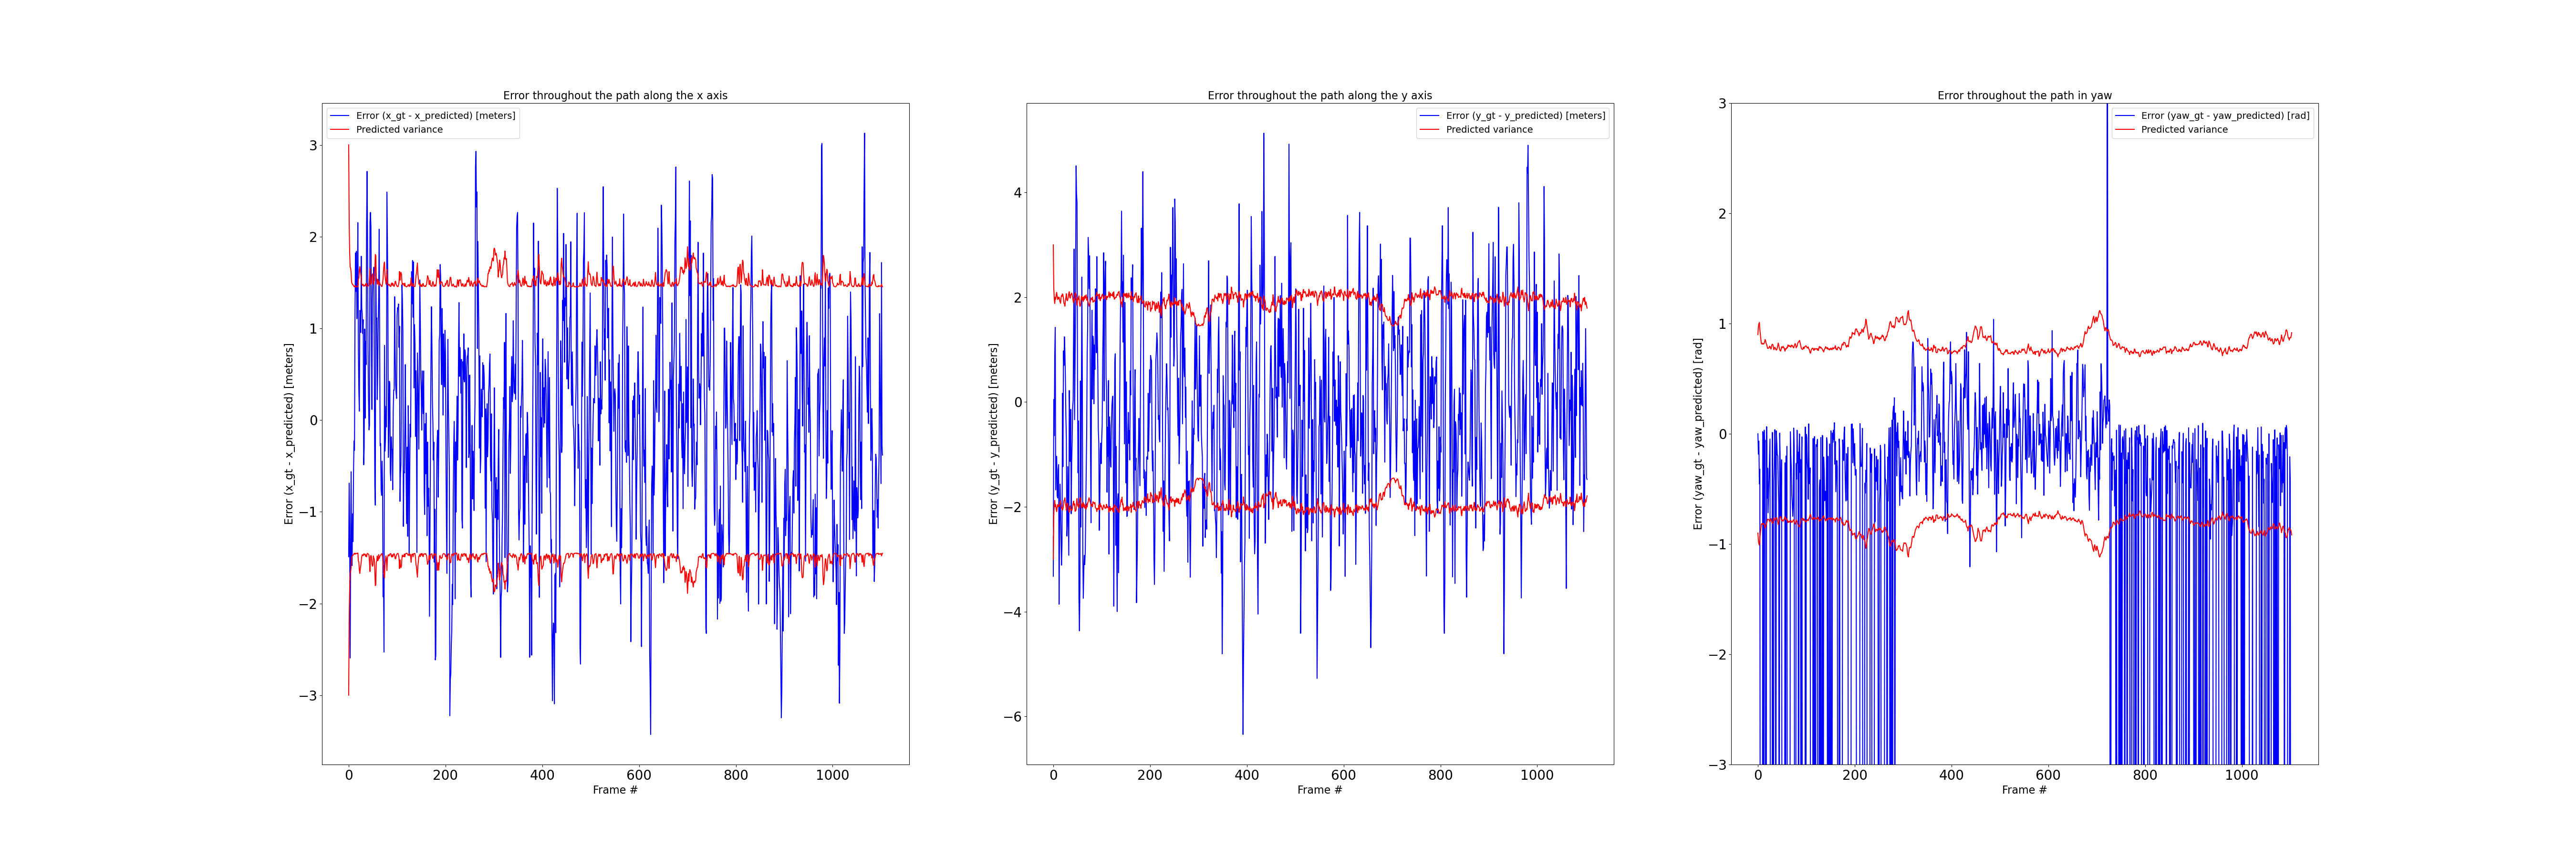 Error throughout the path along the x axis
Error (x_gt - x_predicted) [meters]
Predicted variance
3
2
1
0
−1
−2
−3
Error (x_gt - x_predicted) [meters]
0 200 400 600 800 1000
Frame #
Error throughout the path along the y axis
Error (y_gt - y_predicted) [meters]
Predicted variance
4
2
0
−2
−4
−6
Error (y_gt - y_predicted) [meters]
0 200 400 600 800 1000
Frame #
Error throughout the path in yaw
Error (yaw_gt - yaw_predicted) [rad]
Predicted variance
3
2
1
0
−1
−2
−3
Error (yaw_gt - yaw_predicted) [rad]
0 200 400 600 800 1000
Frame #